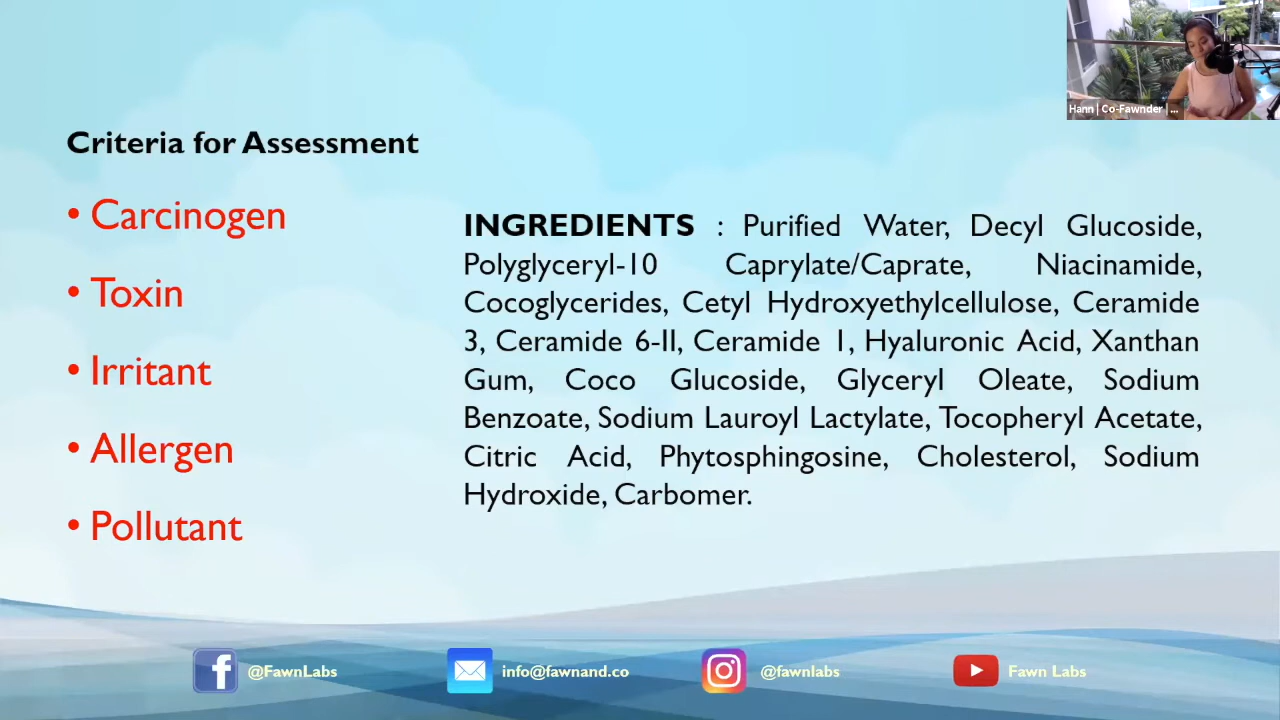 Hann | Co-Fawnder | ...
Criteria for Assessment
• Carcinogen
• Toxin
• Irritant
• Allergen
• Pollutant
INGREDIENTS : Purified Water, Decyl Glucoside,
Polyglyceryl-10 Caprylate/Caprate, Niacinamide,
Cocoglycerides, Cetyl Hydroxyethylcellulose, Ceramide
3, Ceramide 6-II, Ceramide 1, Hyaluronic Acid, Xanthan
Gum, Coco Glucoside, Glyceryl Oleate, Sodium
Benzoate, Sodium Lauroyl Lactylate, Tocopheryl Acetate,
Citric Acid, Phytosphingosine, Cholesterol, Sodium
Hydroxide, Carbomer.
@FawnLabs
info@fawnand.co
@fawnlabs
Fawn Labs